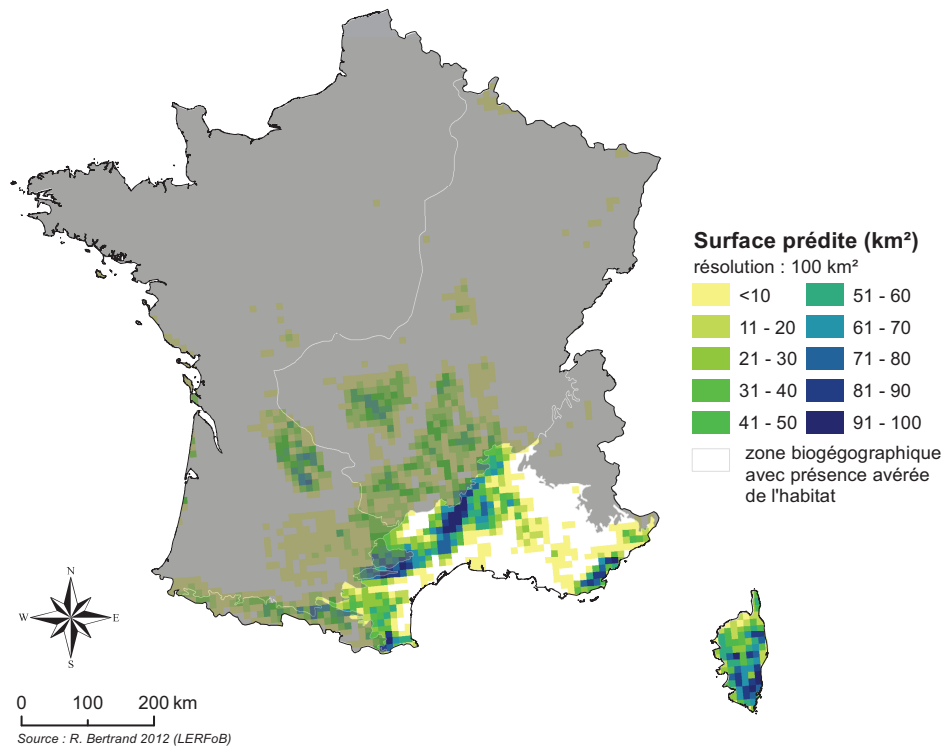 Surface prédite (km²)
résolution : 100 km²
<10
11 - 20
21 - 30
31 - 40
41 - 50
51 - 60
61 - 70
71 - 80
81 - 90
91 - 100
zone biogégographique
avec présence avérée
de l'habitat
N
W E
S
0 100 200 km
Source : R. Bertrand 2012 (LERFoB)